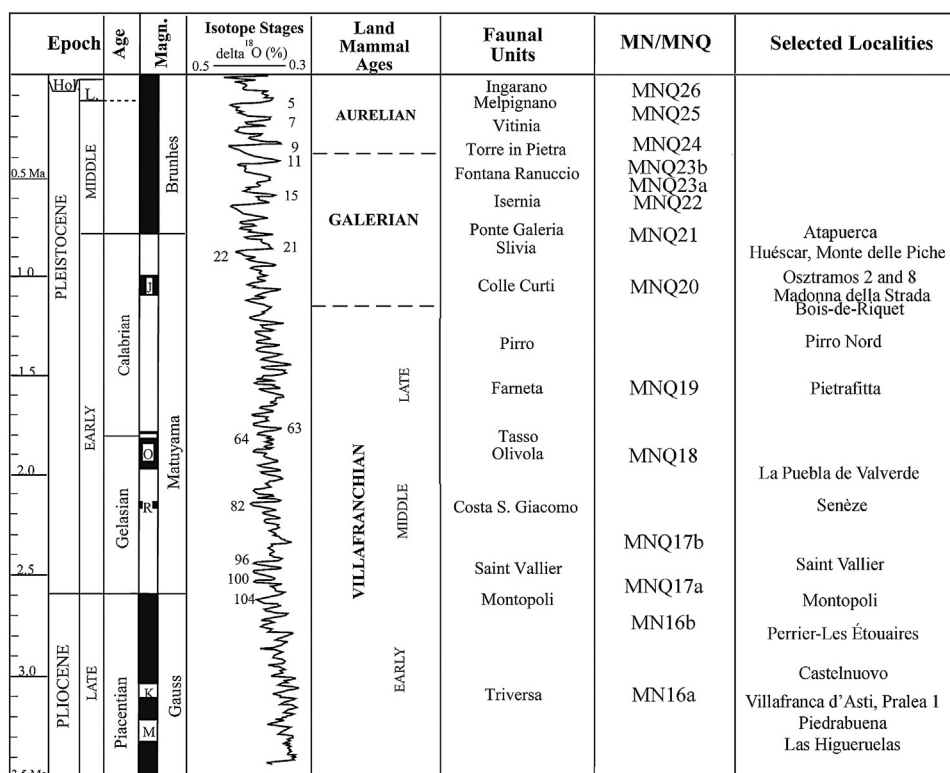 Epoch
Age
Magn.
Isotope Stages
delta 18O (%)
0.5 0.3
Land
Mammal
Ages
Faunal
Units
MN/MNQ
Selected Localities
0.5 Ma
1.0
1.5
2.0
2.5
3.0
3.5 Ma
Hol.
L.
MIDDLE
EARLY
LATE
PLEISTOCENE
PLIOCENE
Calabrian
Gelasian
Piacentian
J
O
R
K
M
Brunhes
Matuyama
Gauss
5
7
9
11
15
21
22
63
64
82
96
100
104
AURELIAN
GALERIAN
VILLAFRANCHIAN
LATE
MIDDLE
EARLY
Ingarano
Melpignano
Vitinia
Torre in Pietra
Fontana Ranuccio
Isernia
Ponte Galeria
Slivia
Colle Curti
Pirro
Farneta
Tasso
Olivola
Costa S. Giacomo
Saint Vallier
Montopoli
Triversa
MNQ26
MNQ25
MNQ24
MNQ23b
MNQ23a
MNQ22
MNQ21
MNQ20
MNQ19
MNQ18
MNQ17b
MNQ17a
MN16b
MN16a
Atapuerca
Huéscar, Monte delle Piche
Osztramos 2 and 8
Madonna della Strada
Bois-de-Riquet
Pirro Nord
Pietrafitta
La Puebla de Valverde
Senèze
Saint Vallier
Montopoli
Perrier-Les Étouaires
Castelnuovo
Villafranca d'Asti, Pralea 1
Piedrabuena
Las Higueruelas